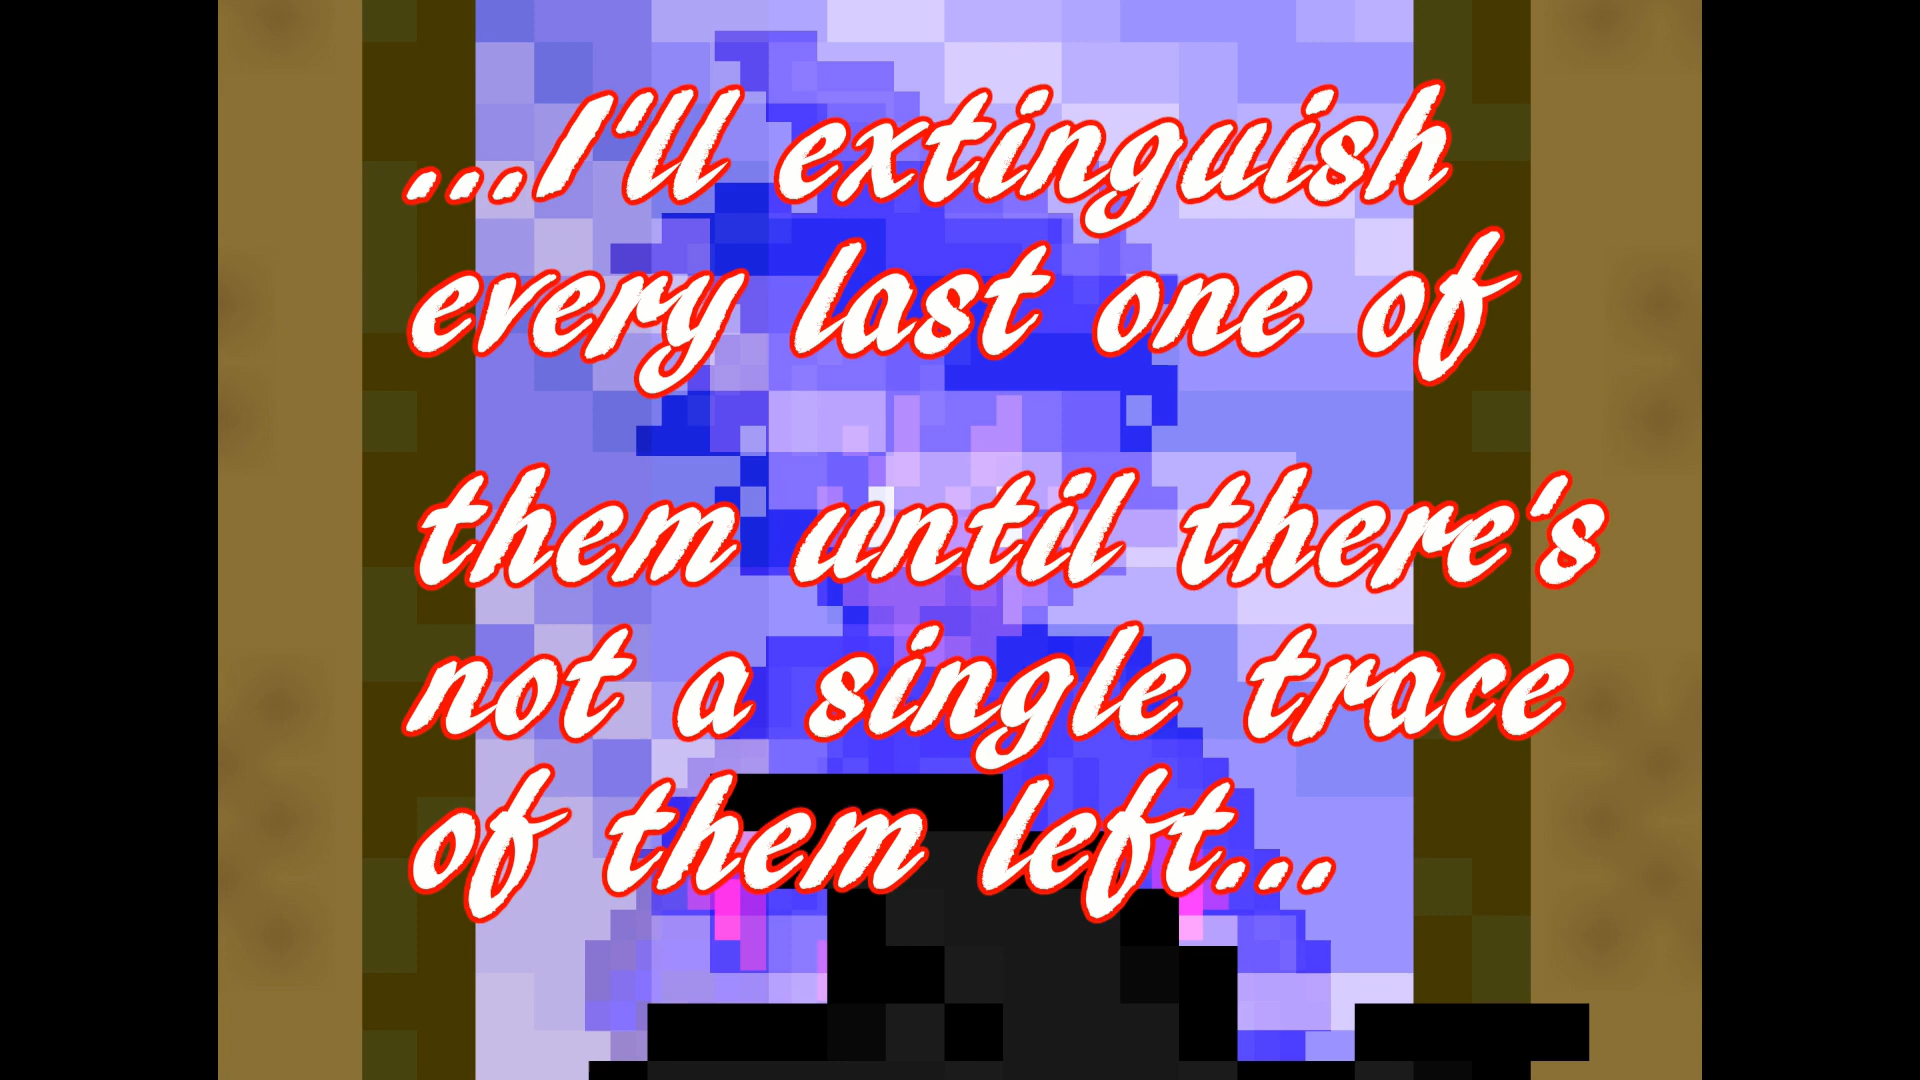 ...I'll extinguish
every last one of
them until there's
not a single trace
of them left...